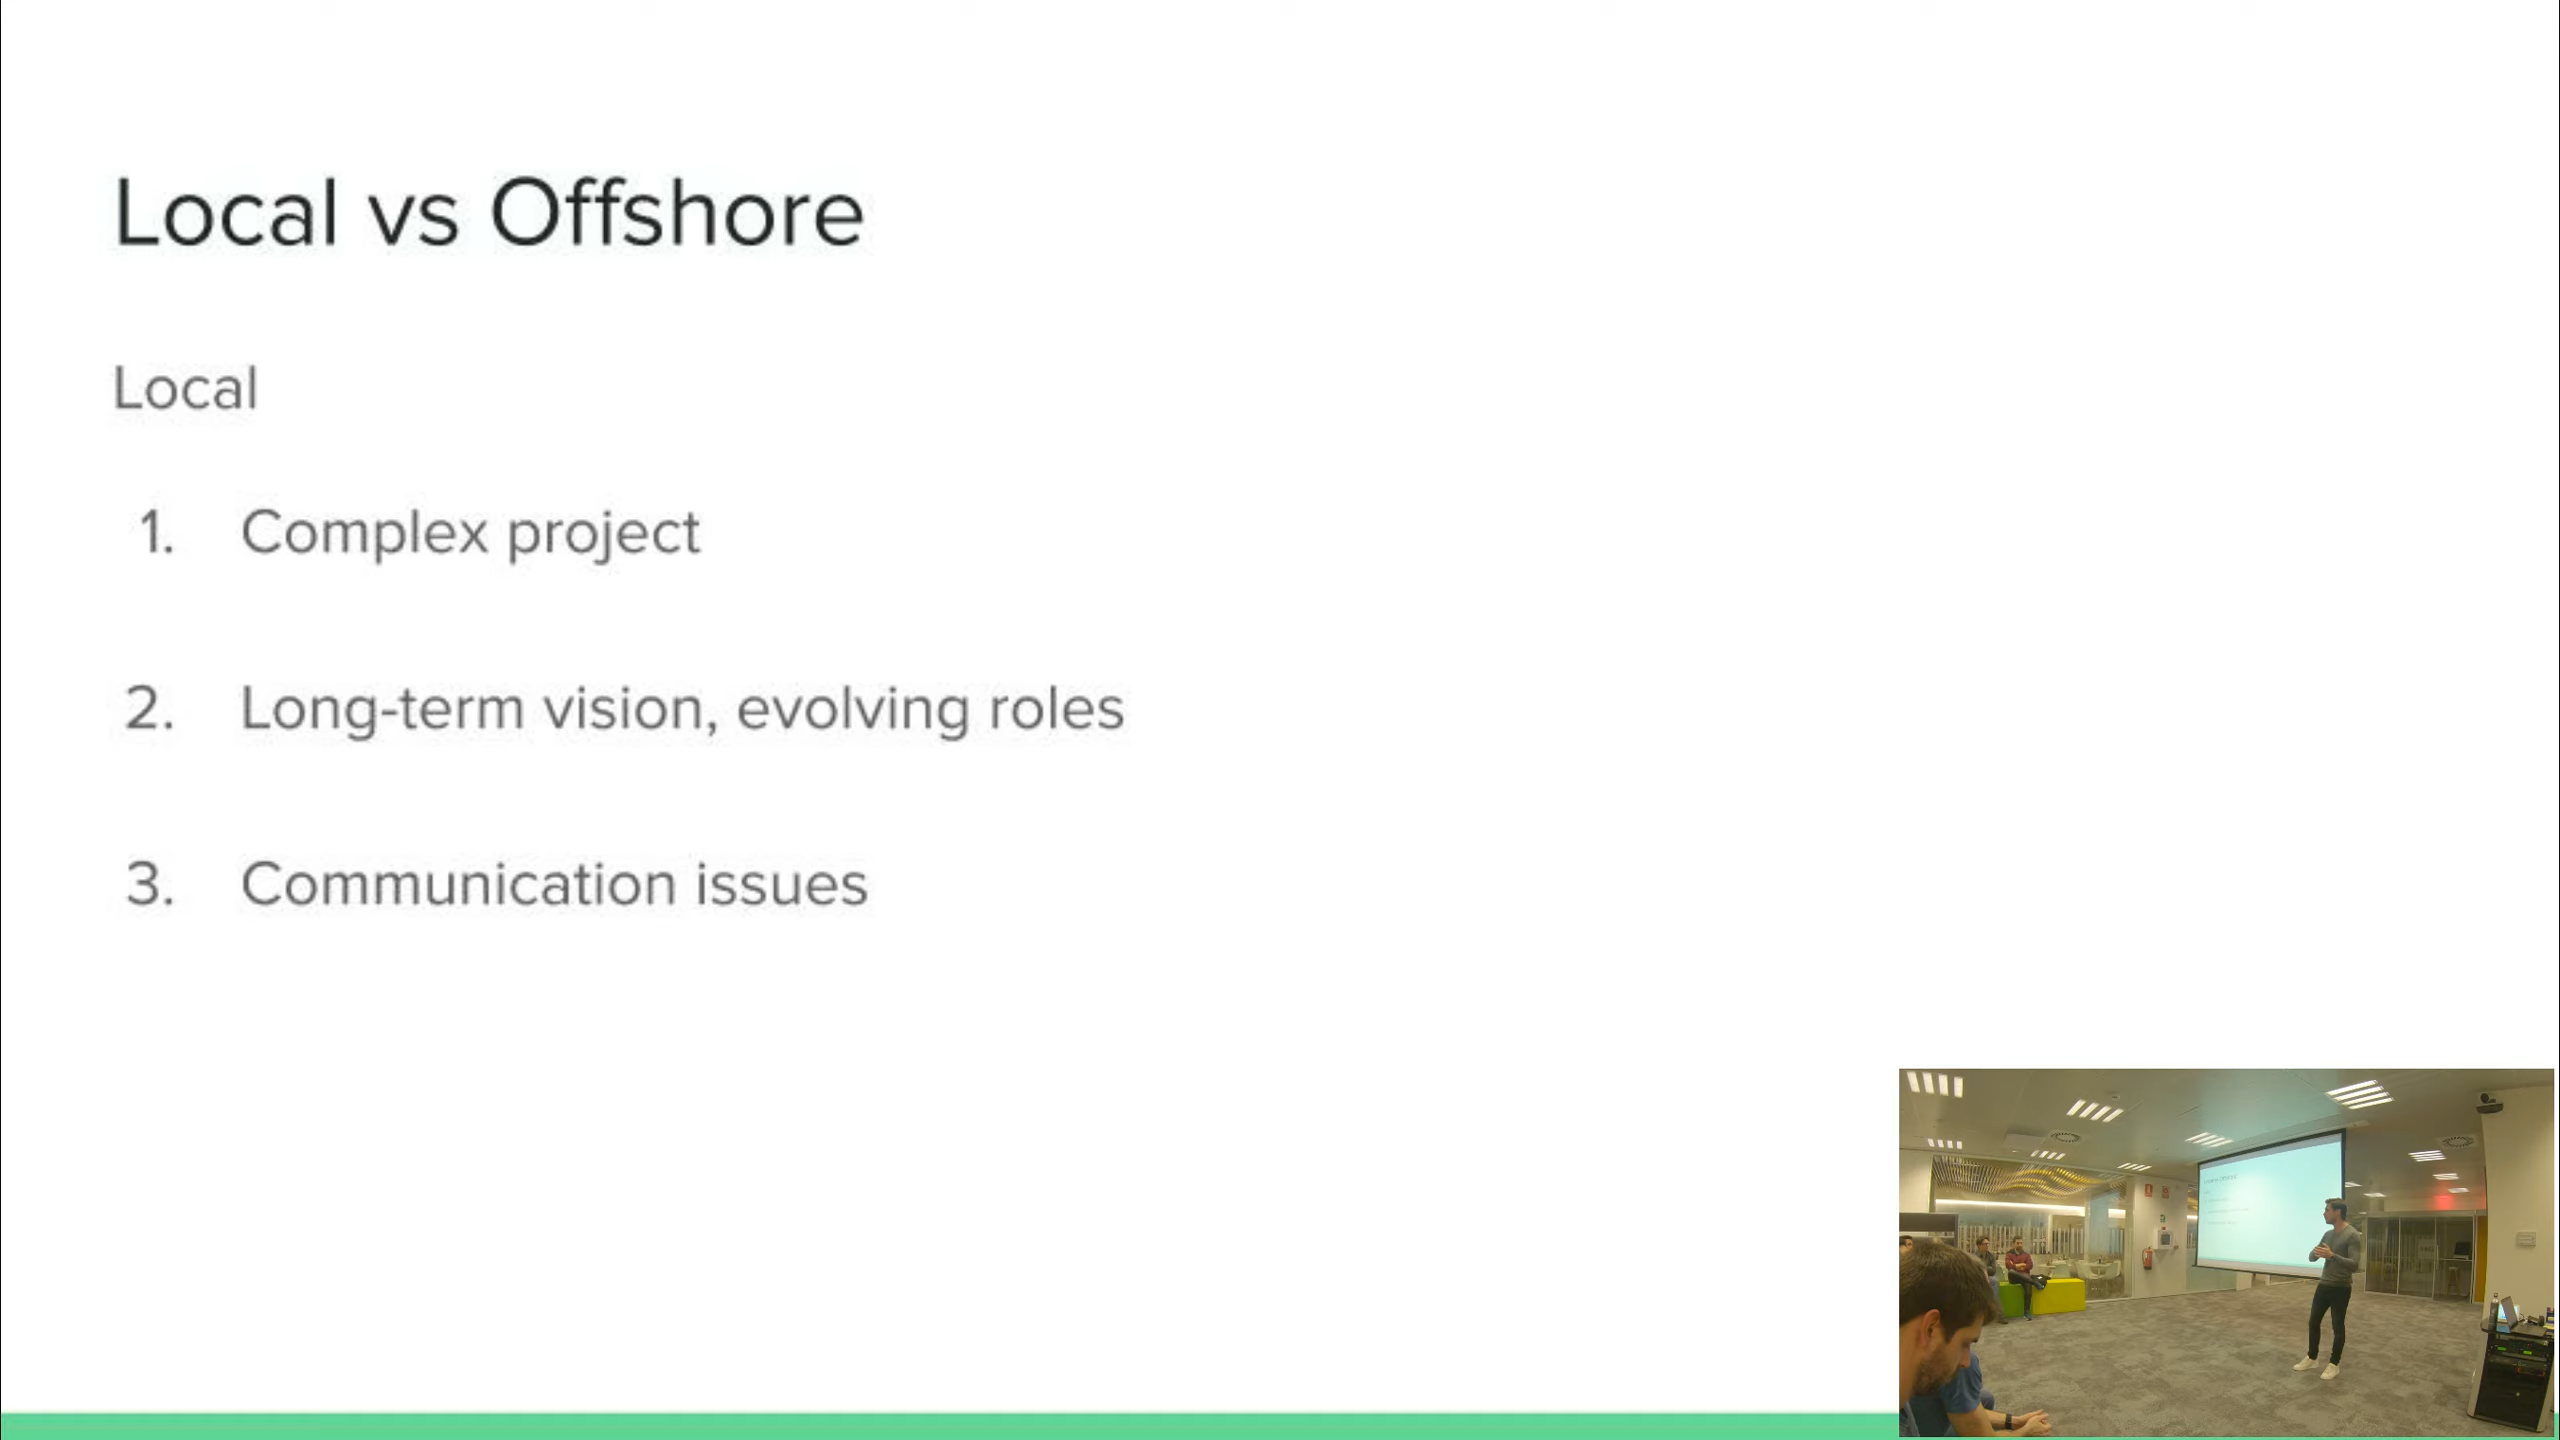 Local vs Offshore
Local
1. Complex project
2. Long-term vision, evolving roles
3. Communication issues